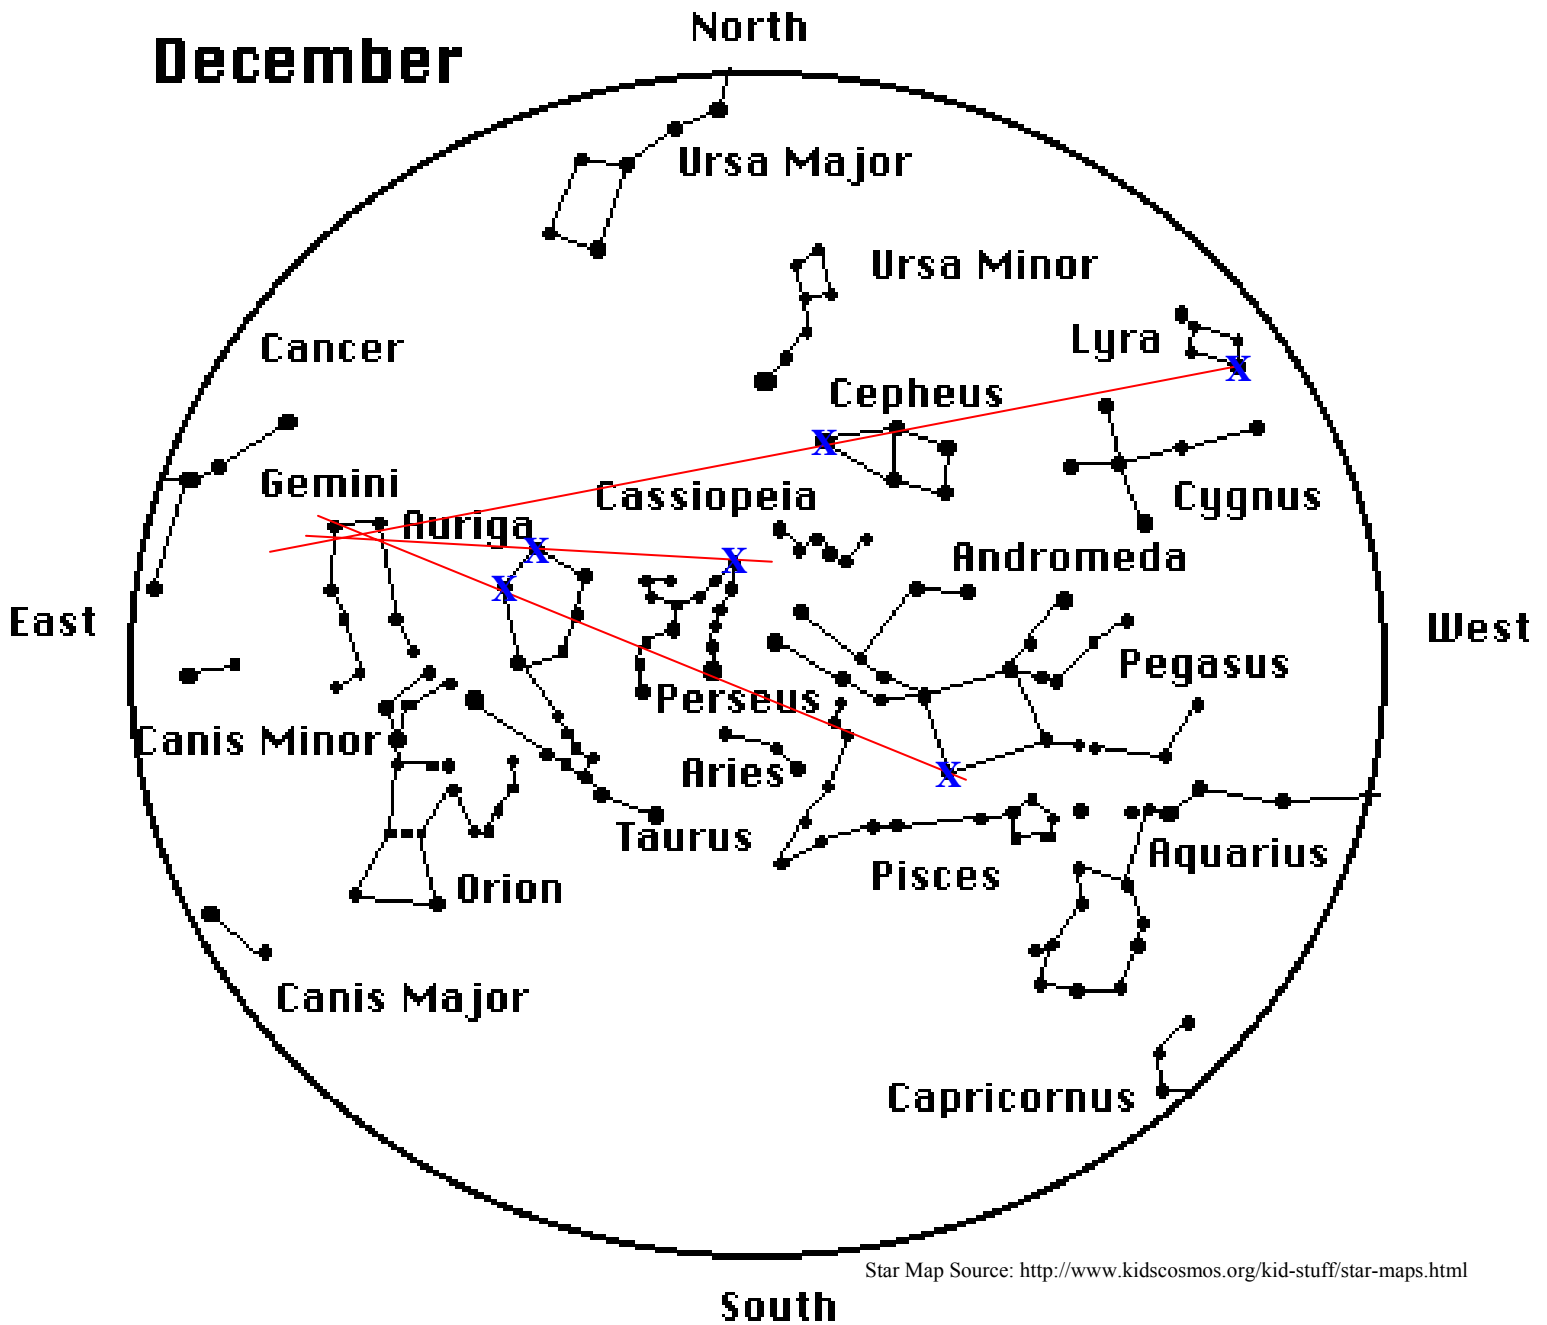 North
December
Ursa Major
Ursa Minor
Lyra
Cancer
Cepheus
Gemini
Cassiopeia
Cygnus
Auriga
Andromeda
East
West
Pegasus
Perseus
Canis Minor
Aries
Taurus
Aquarius
Pisces
Orion
Canis Major
Capricornus
Star Map Source: http://www.kidscosmos.org/kid-stuff/star-maps.html
South
X
X
X
X
X
X